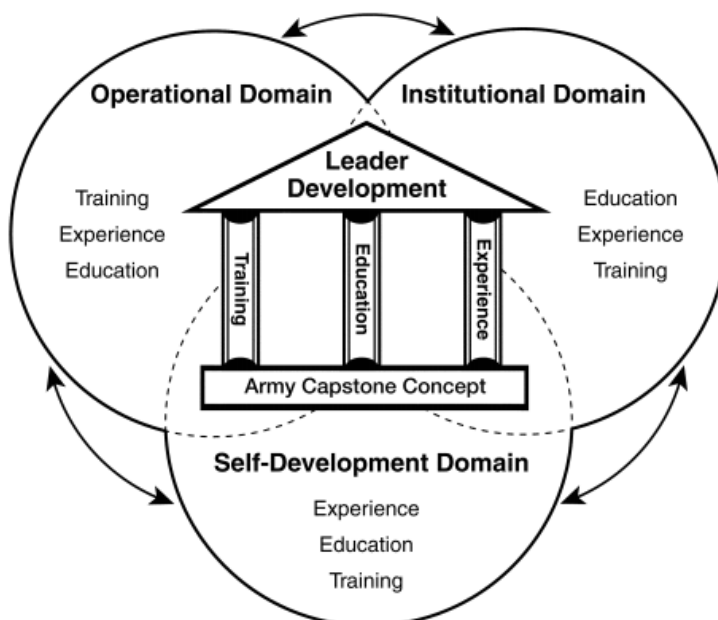 Operational Domain
Institutional Domain
Leader
Development
Training
Experience
Education
Education
Experience
Training
Training
Education
Experience
Army Capstone Concept
Self-Development Domain
Experience
Education
Training